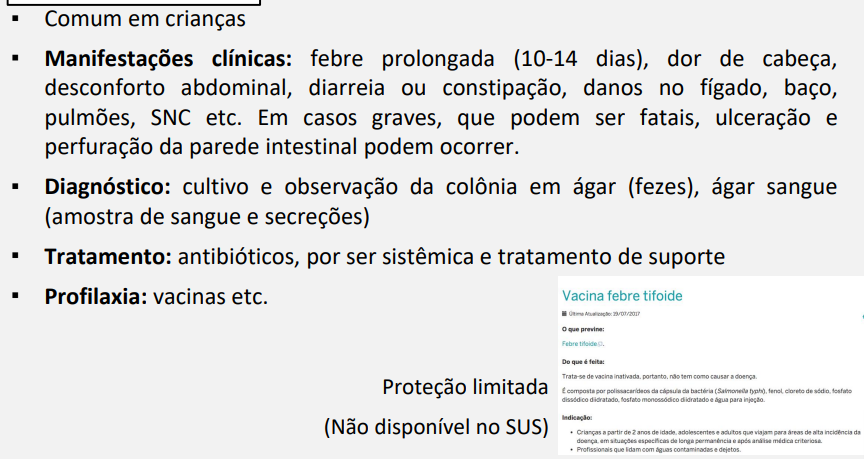 ▪ Comum em crianças
▪ Manifestações clínicas: febre prolongada (10-14 dias), dor de cabeça,
desconforto abdominal, diarreia ou constipação, danos no fígado, baço,
pulmões, SNC etc. Em casos graves, que podem ser fatais, ulceração e
perfuração da parede intestinal podem ocorrer.
▪ Diagnóstico: cultivo e observação da colônia em ágar (fezes), ágar sangue
(amostra de sangue e secreções)
▪ Tratamento: antibióticos, por ser sistêmica e tratamento de suporte
▪ Profilaxia: vacinas etc.
Proteção limitada
(Não disponível no SUS)
Vacina febre tifoide
Última Atualização: 19/07/2017
O que previne:
Febre tifoide.
Do que é feita:
Trata-se de vacina inativada, portanto, não tem como causar a doença.
É composta por polissacarídeos da cápsula da bactéria (Salmonella typhi), fenol, cloreto de sódio, fosfato
dissódico diidratado, fosfato monossódico diidratado e água para injeção.
Indicação:
• Crianças a partir de 2 anos de idade, adolescentes e adultos que viajam para áreas de alta incidência da
doença, em situações específicas de longa permanência e após análise médica criteriosa.
• Profissionais que lidam com águas contaminadas e dejetos.